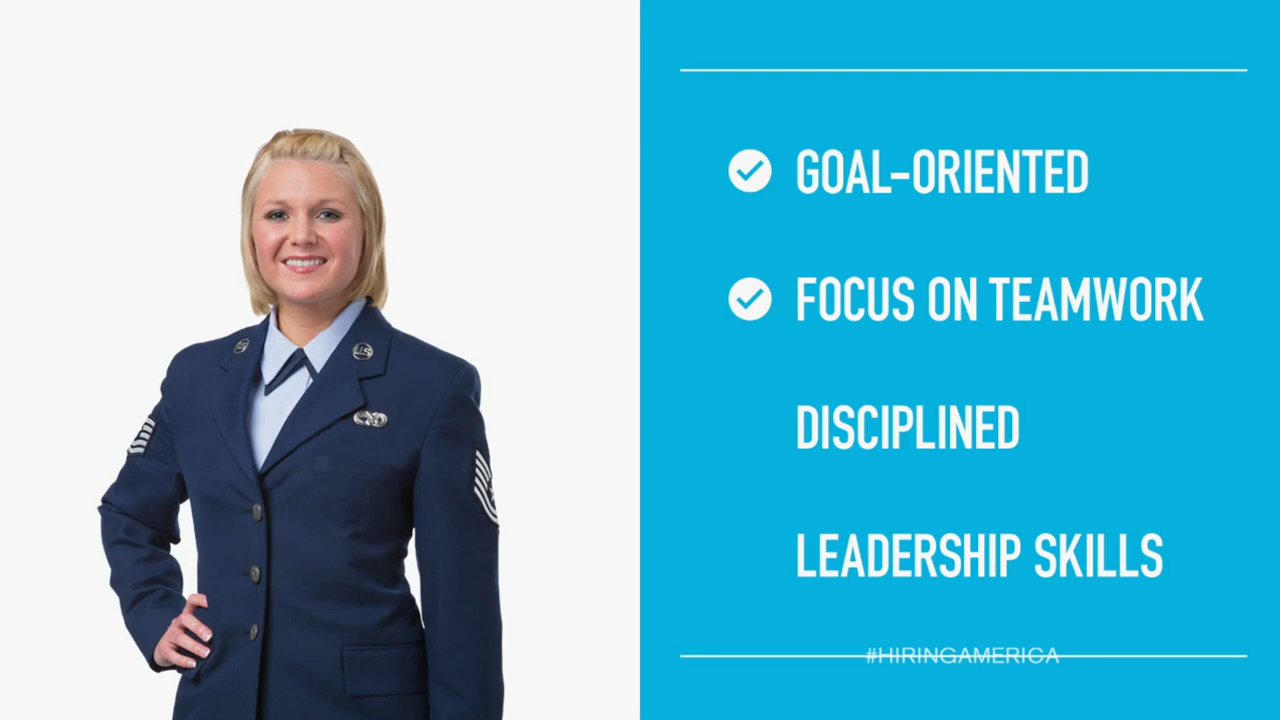 GOAL-ORIENTED
FOCUS ON TEAMWORK
DISCIPLINED
LEADERSHIP SKILLS
#HIRINGAMERICA